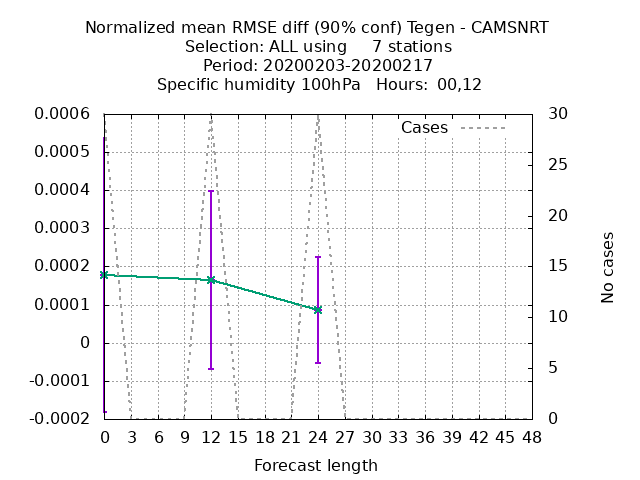 Normalized mean RMSE diff (90% conf) Tegen - CAMSNRT
Selection: ALL using     7 stations
Period: 20200203-20200217
Specific humidity 100hPa   Hours:  00,12
Cases
0.0006
0.0005
0.0004
0.0003
0.0002
0.0001
0
-0.0001
-0.0002
30
25
20
15
10
5
0
No cases
0 3 6 9 12 15 18 21 24 27 30 33 36 39 42 45 48
Forecast length